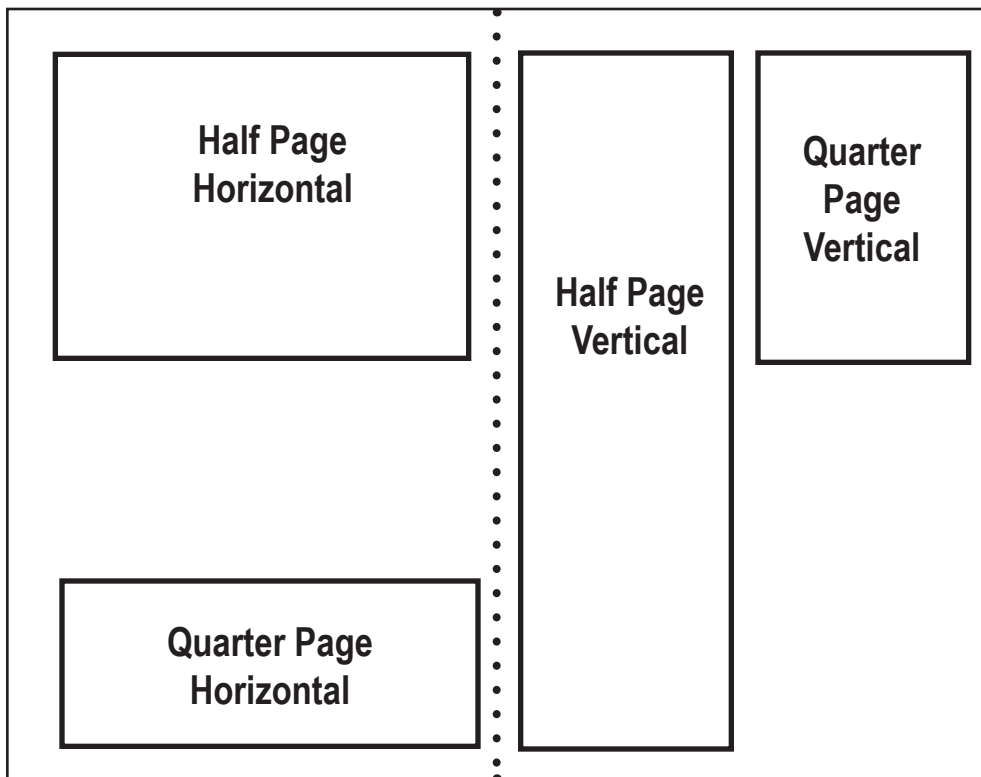 Half Page
Horizontal
Quarter Page
Horizontal
Half Page
Vertical
Quarter
Page
Vertical